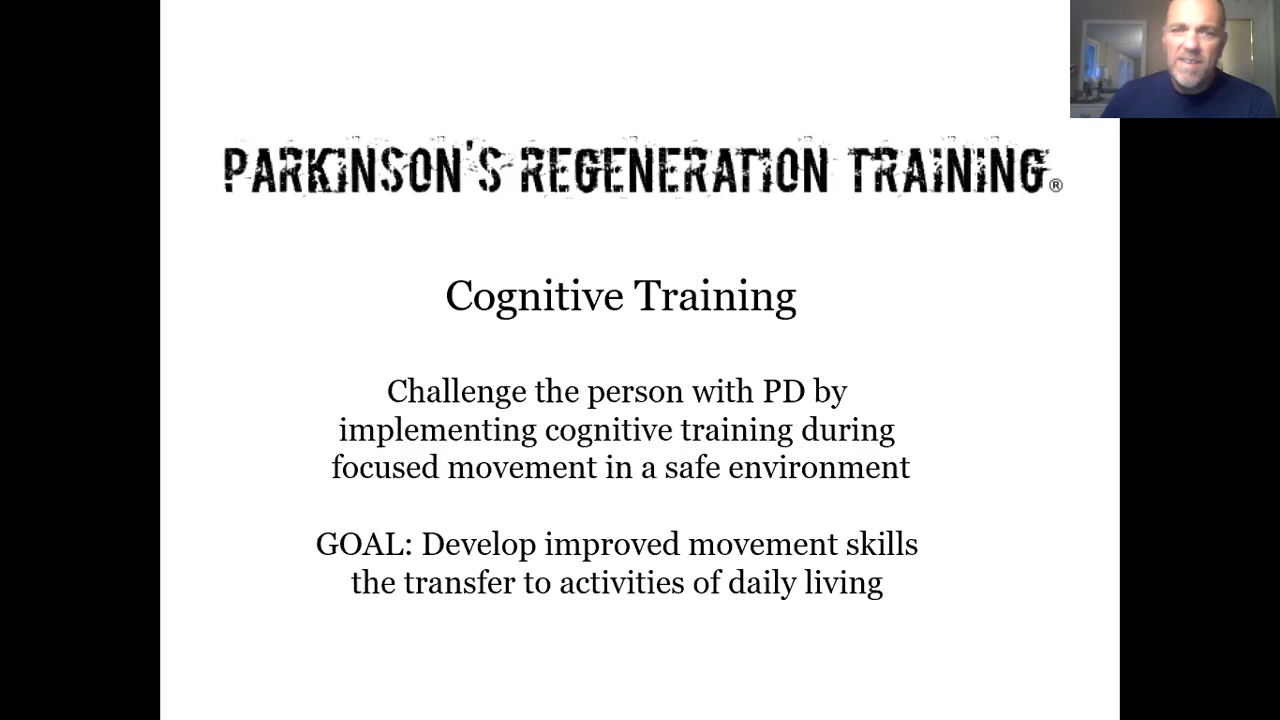 PARKINSON'S REGENERATION TRAINING®
Cognitive Training
Challenge the person with PD by
implementing cognitive training during
focused movement in a safe environment
GOAL: Develop improved movement skills
the transfer to activities of daily living